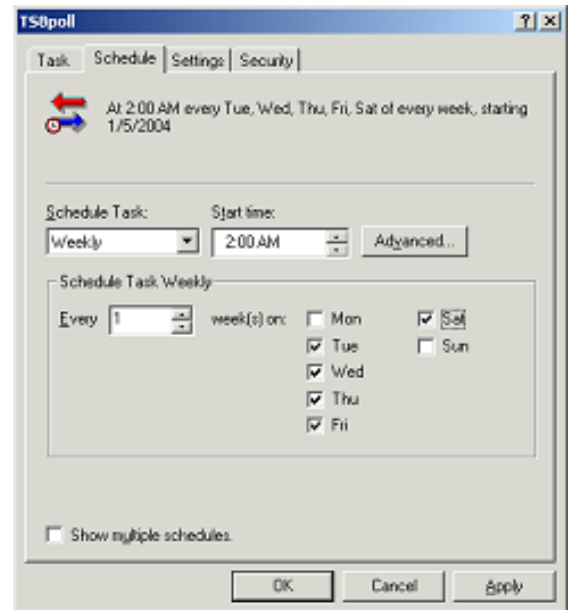 TSBpoll
Task Schedule Settings Security
At 2:00 AM every Tue, Wed, Thu, Fri, Sat of every week, starting
1/5/2004
Schedule Task: Start time:
Weekly 2:00 AM Advanced...
Schedule Task Weekly
Every 1 week(s) on: Mon Sat
Tue Sun
Wed
Thu
Fri
Show multiple schedules.
OK Cancel Apply